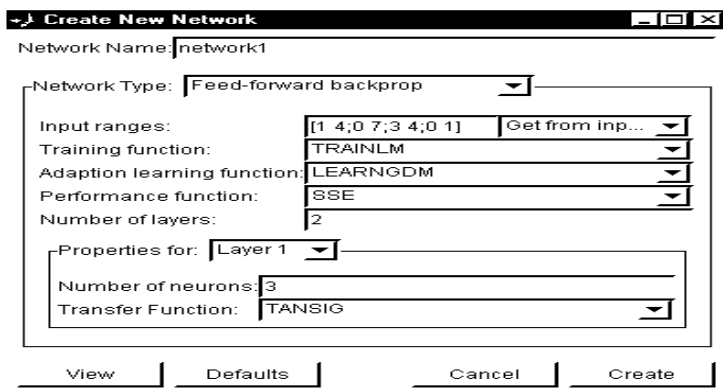 Create New Network
Network Name: network1
Network Type: Feed-forward backprop
Input ranges: [1 4;0 7;3 4;0 1] Get from inp...
Training function: TRAINLM
Adaption learning function: LEARNGDM
Performance function: SSE
Number of layers: 2
Properties for: Layer 1
Number of neurons: 3
Transfer Function: TANSIG
View Defaults Cancel Create